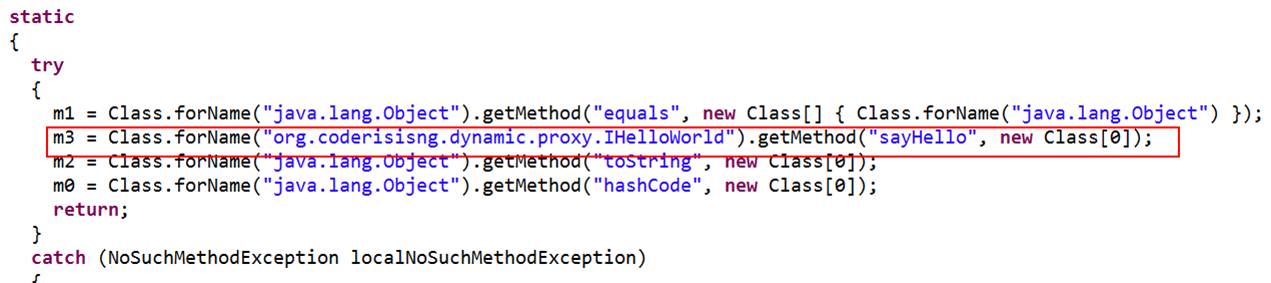 static
{
try
{
m1 = Class.forName("java.lang.Object").getMethod("equals", new Class[] { Class.forName("java.lang.Object") });
m3 = Class.forName("org.coderisisng.dynamic.proxy.IHelloWorld").getMethod("sayHello", new Class[0]);
m2 = Class.forName("java.lang.Object").getMethod("toString", new Class[0]);
m0 = Class.forName("java.lang.Object").getMethod("hashCode", new Class[0]);
return;
}
catch (NoSuchMethodException localNoSuchMethodException)
{